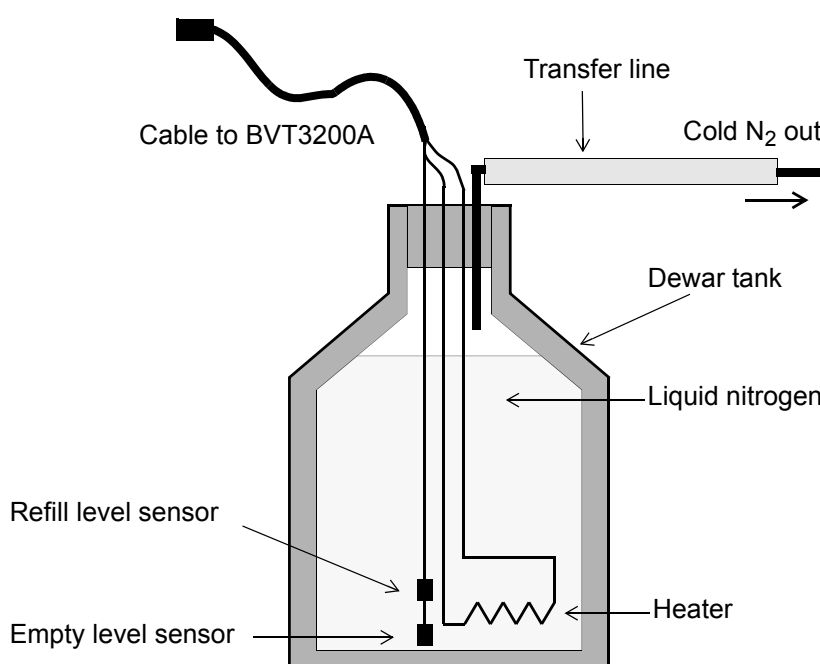 Transfer line
Cable to BVT3200A
Cold N₂ out
Dewar tank
Liquid nitrogen
Refill level sensor
Heater
Empty level sensor